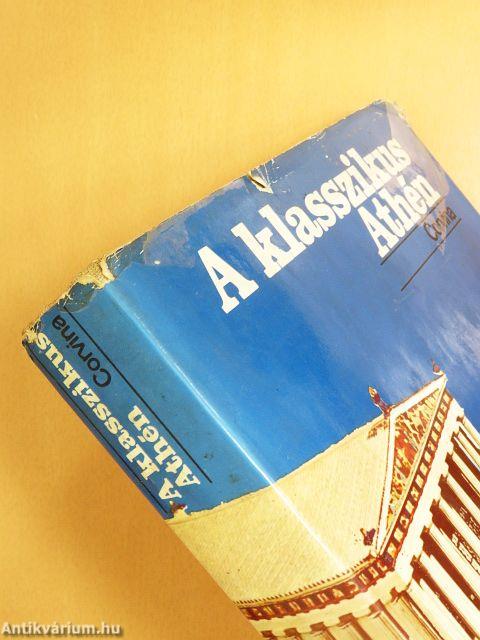 A klasszikus
Athén
Corvina
Corvina
A klasszikus
Athén
Antikvárium.hu